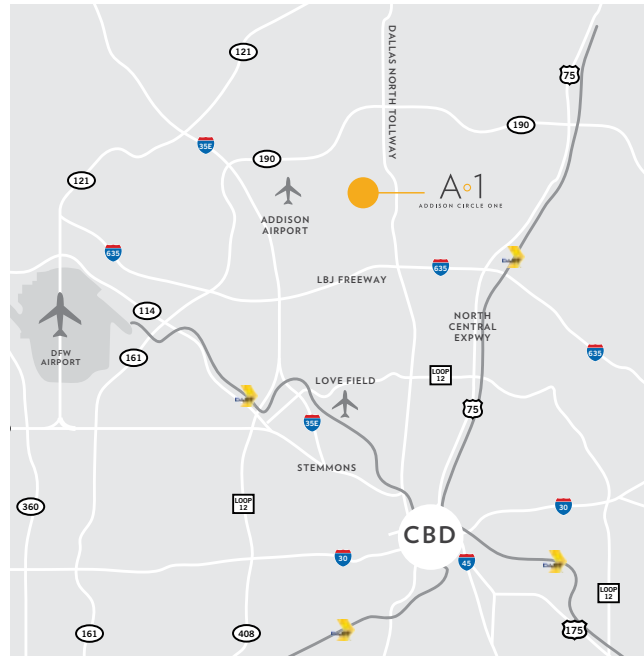 121
75
DALLAS NORTH TOLLWAY
190
35E
190
121
A1
ADDISON CIRCLE ONE
ADDISON
AIRPORT
635
635
LBJ FREEWAY
114
NORTH
CENTRAL
EXPWY
DFW
AIRPORT
161
635
LOOP
12
LOVE FIELD
75
35E
STEMMONS
LOOP
12
360
30
CBD
30
45
LOOP
12
161
408
175